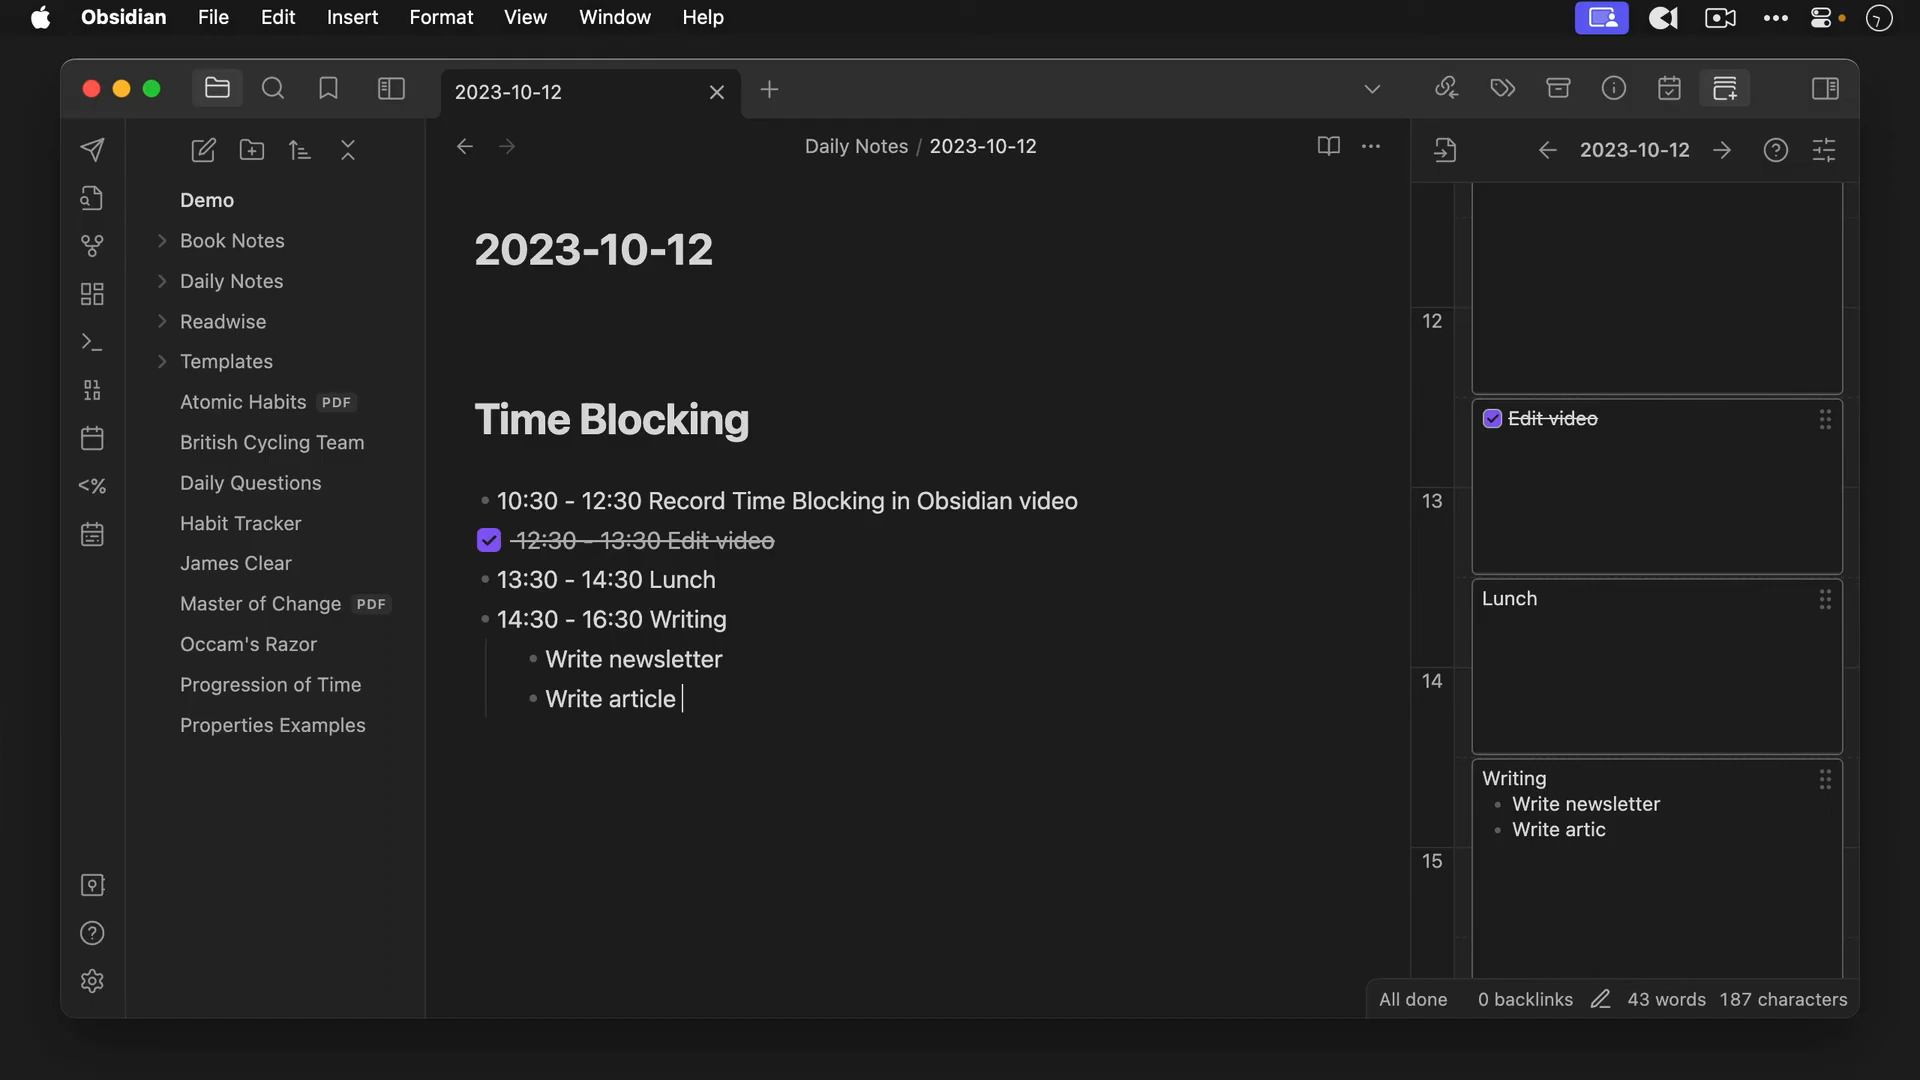 Obsidian File Edit Insert Format View Window Help
2023-10-12
Daily Notes / 2023-10-12
2023-10-12
Demo
Book Notes
Daily Notes
Readwise
Templates
Atomic Habits PDF
British Cycling Team
Daily Questions
Habit Tracker
James Clear
Master of Change PDF
Occam's Razor
Progression of Time
Properties Examples
2023-10-12
Time Blocking
10:30 - 12:30 Record Time Blocking in Obsidian video
12:30 - 13:30 Edit video
13:30 - 14:30 Lunch
14:30 - 16:30 Writing
Write newsletter
Write article
12
Edit video
13
Lunch
14
Writing
Write newsletter
Write artic
15
All done 0 backlinks 43 words 187 characters